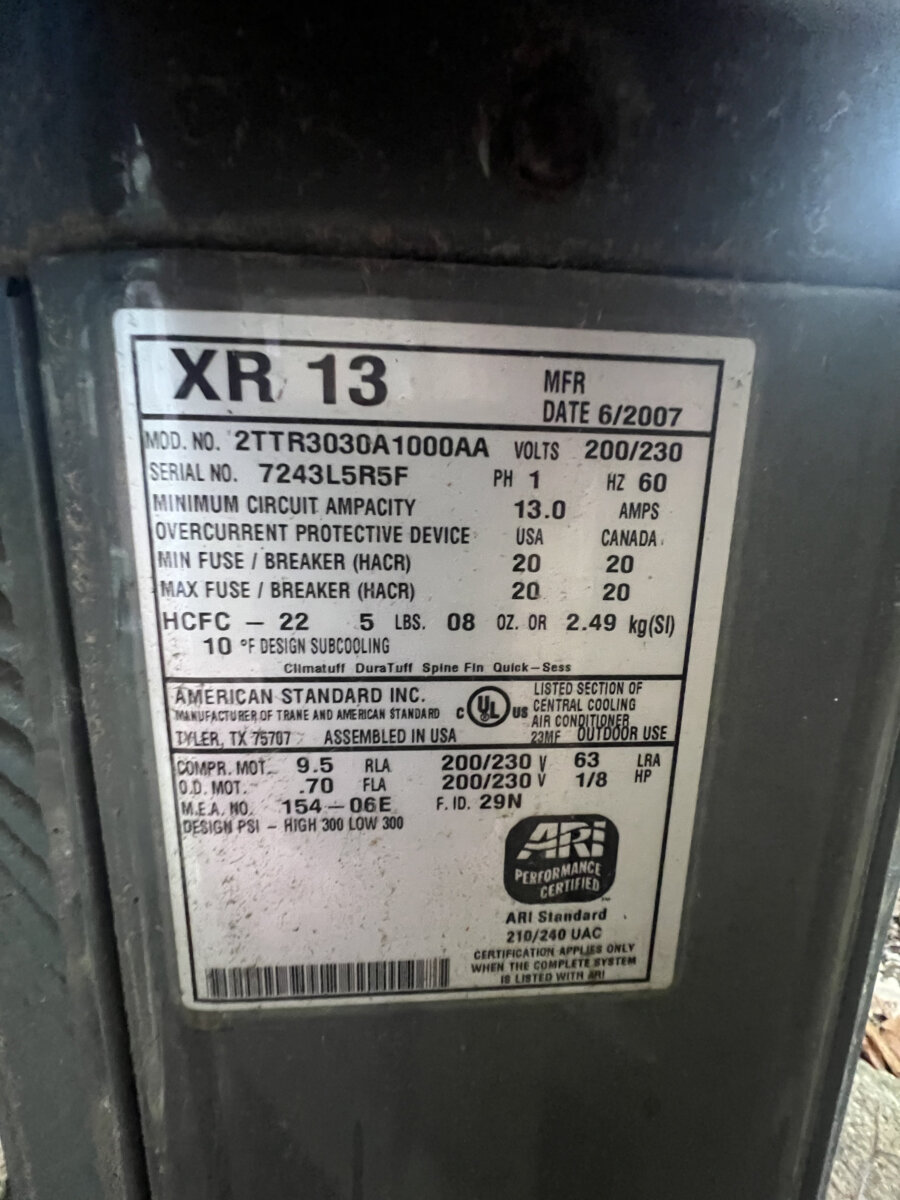 XR 13
MFR
DATE 6/2007
MOD. NO. 2TTR3030A1000AA VOLTS 200/230
SERIAL NO. 7243L5R5F PH 1 HZ 60
MINIMUM CIRCUIT AMPACITY 13.0 AMPS
OVERCURRENT PROTECTIVE DEVICE USA CANADA
MIN FUSE / BREAKER (HACR) 20 20
MAX FUSE / BREAKER (HACR) 20 20
HCFC - 22 5 LBS. 08 OZ. OR 2.49 kg(SI)
10 °F DESIGN SUBCOOLING
Climatuff DuraTuff Spine Fin Quick-Sess
AMERICAN STANDARD INC.
MANUFACTURER OF TRANE AND AMERICAN STANDARD
TYLER, TX 75707 ASSEMBLED IN USA
C UL US
LISTED SECTION OF
CENTRAL COOLING
AIR CONDITIONER
23MF OUTDOOR USE
COMPR. MOT. 9.5 RLA 200/230 V 63 LRA
O.D. MOT. .70 FLA 200/230 V 1/8 HP
M.E.A. NO. 154-06E F. ID. 29N
DESIGN PSI - HIGH 300 LOW 300
ARI
PERFORMANCE
CERTIFIED
™
ARI Standard
210/240 UAC
CERTIFICATION APPLIES ONLY
WHEN THE COMPLETE SYSTEM
IS LISTED WITH ARI